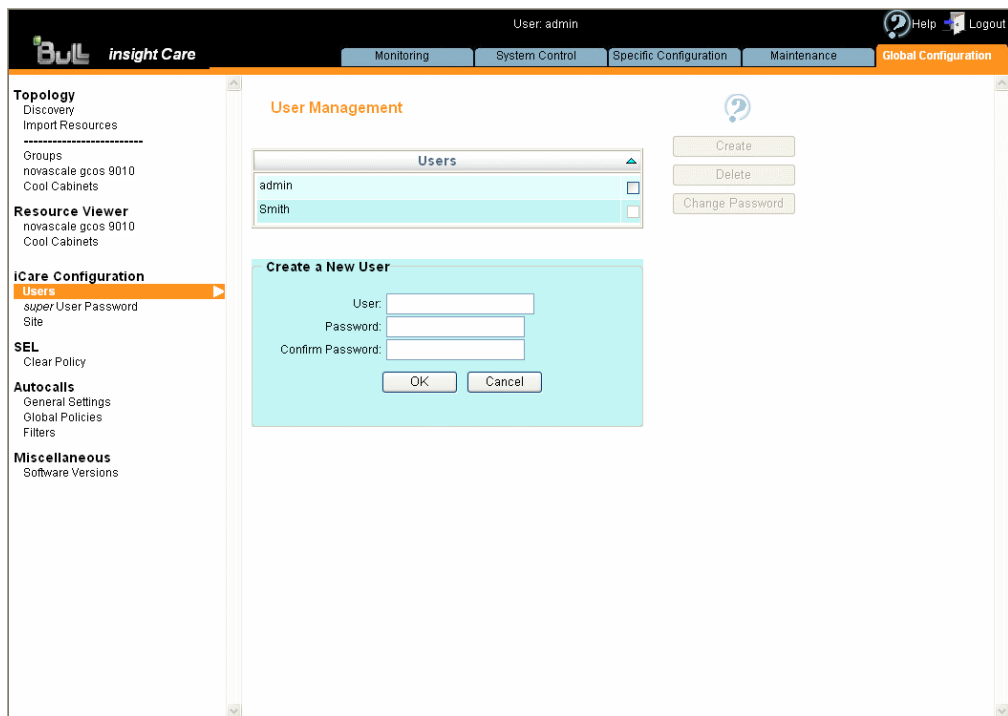 User: admin
Help
Logout
Bull
insight Care
Monitoring
System Control
Specific Configuration
Maintenance
Global Configuration
Topology
Discovery
Import Resources
-------------------------
Groups
novascale gcos 9010
Cool Cabinets
Resource Viewer
novascale gcos 9010
Cool Cabinets
iCare Configuration
Users
super User Password
Site
SEL
Clear Policy
Autocalls
General Settings
Global Policies
Filters
Miscellaneous
Software Versions
User Management
Users
admin
Smith
Create
Delete
Change Password
Create a New User
User:
Password:
Confirm Password:
OK
Cancel